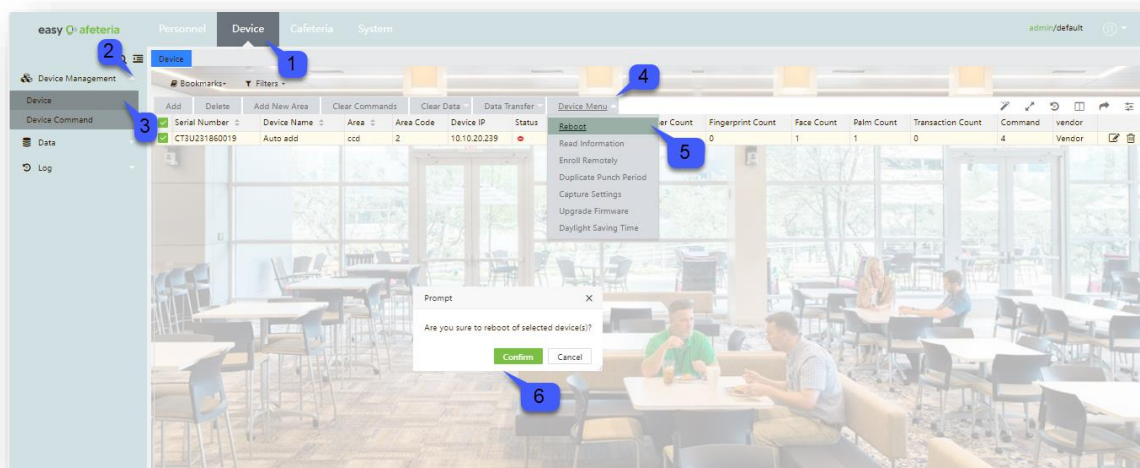 easy afeteria Personnel Device Cafeteria System admin/default
2 Device 1
Device Management Bookmarks Filters 4
Device Add Delete Add New Area Clear Commands Clear Data Data Transfer Device Menu
Device Command 3 Serial Number Device Name Area Area Code Device IP Status Reboot er Count Fingerprint Count Face Count Palm Count Transaction Count Command vendor
Data CT3U231860019 Auto add ccd 2 10.10.20.239 Read Information 5 0 1 1 0 4 Vendor
Log Enroll Remotely
Duplicate Punch Period
Capture Settings
Upgrade Firmware
Daylight Saving Time
Prompt X
Are you sure to reboot of selected device(s)?
Confirm Cancel
6